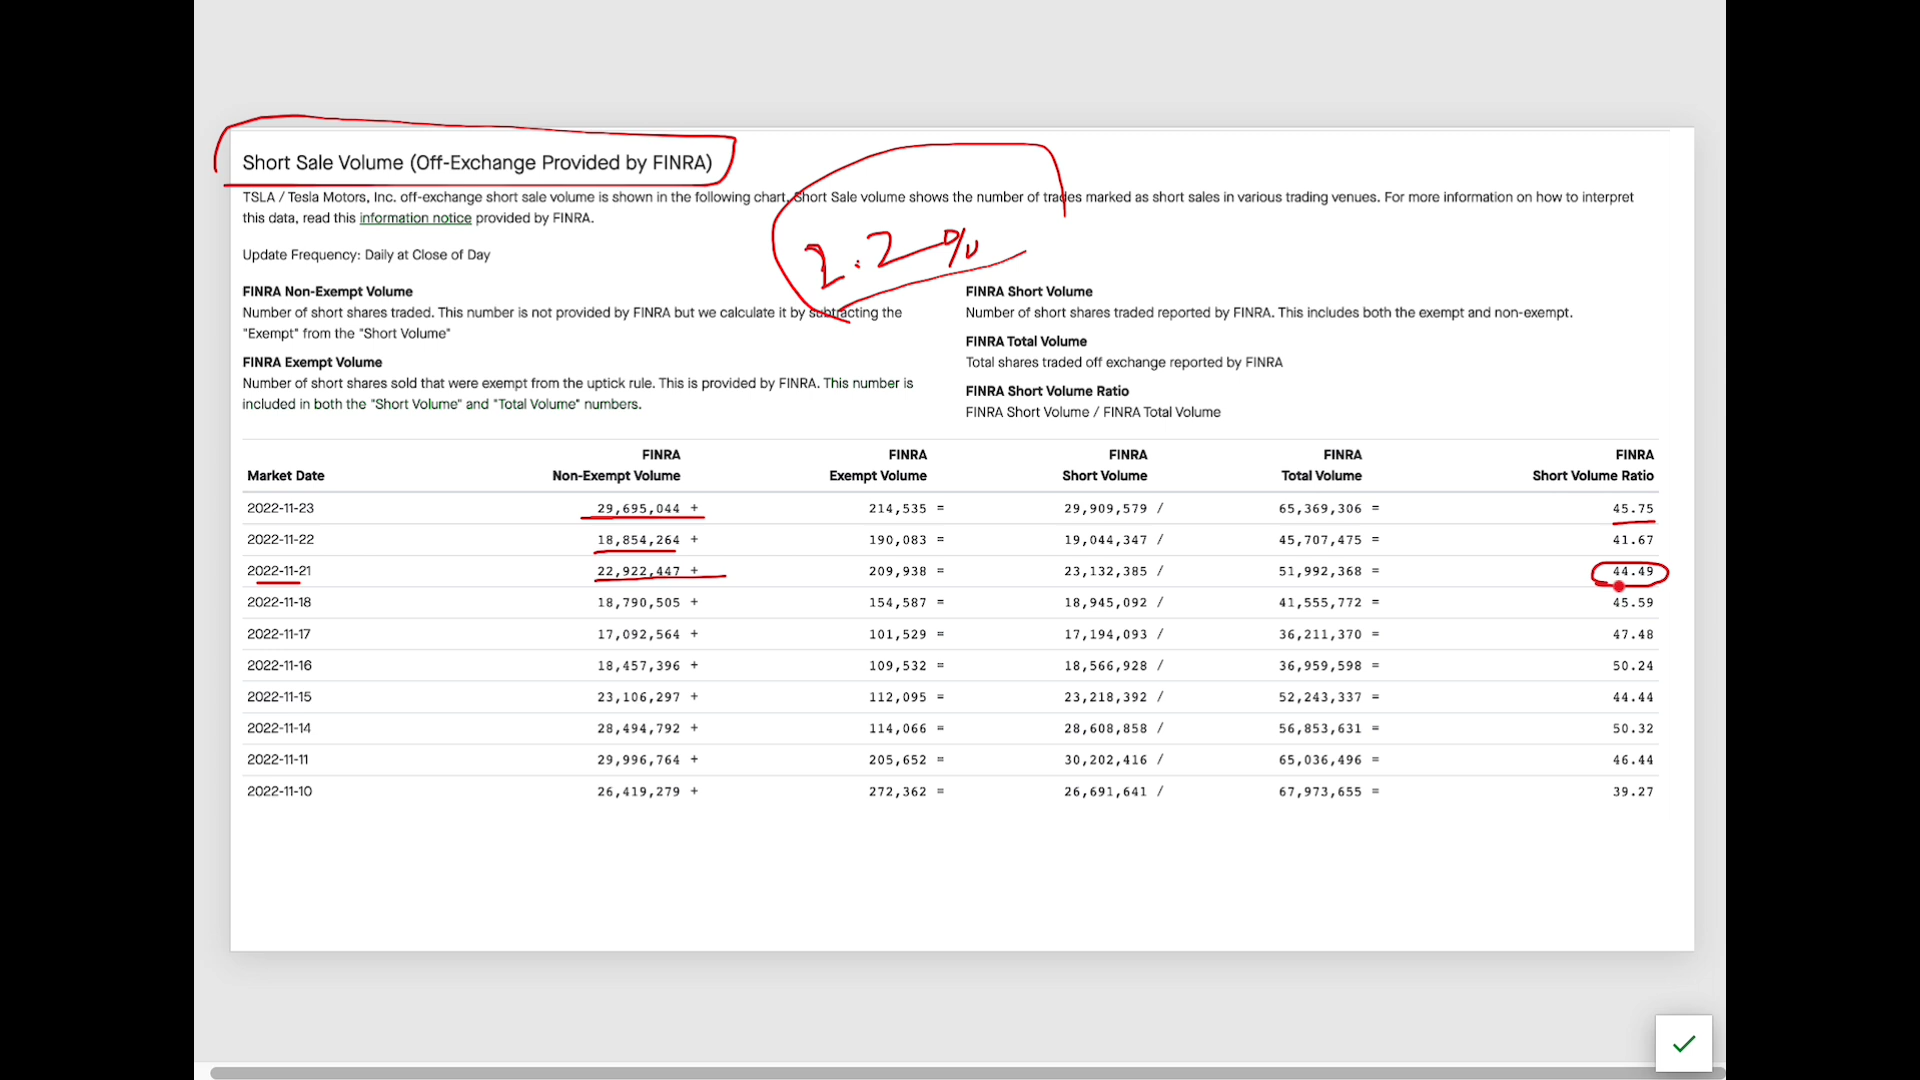 Short Sale Volume (Off-Exchange Provided by FINRA)
TSLA / Tesla Motors, Inc. off-exchange short sale volume is shown in the following chart. Short Sale volume shows the number of trades marked as short sales in various trading venues. For more information on how to interpret
this data, read this information notice provided by FINRA.
2.2%
Update Frequency: Daily at Close of Day
FINRA Non-Exempt Volume
Number of short shares traded. This number is not provided by FINRA but we calculate it by subtracting the
"Exempt" from the "Short Volume"
FINRA Exempt Volume
Number of short shares sold that were exempt from the uptick rule. This is provided by FINRA. This number is
included in both the "Short Volume" and "Total Volume" numbers.
FINRA Short Volume
Number of short shares traded reported by FINRA. This includes both the exempt and non-exempt.
FINRA Total Volume
Total shares traded off exchange reported by FINRA
FINRA Short Volume Ratio
FINRA Short Volume / FINRA Total Volume
FINRA FINRA FINRA FINRA FINRA
Market Date Non-Exempt Volume Exempt Volume Short Volume Total Volume Short Volume Ratio
2022-11-23 29,695,044 + 214,535 = 29,909,579 / 65,369,306 = 45.75
2022-11-22 18,854,264 + 190,083 = 19,044,347 / 45,707,475 = 41.67
2022-11-21 22,922,447 + 209,938 = 23,132,385 / 51,992,368 = 44.49
2022-11-18 18,790,505 + 154,587 = 18,945,092 / 41,555,772 = 45.59
2022-11-17 17,092,564 + 101,529 = 17,194,093 / 36,211,370 = 47.48
2022-11-16 18,457,396 + 109,532 = 18,566,928 / 36,959,598 = 50.24
2022-11-15 23,106,297 + 112,095 = 23,218,392 / 52,243,337 = 44.44
2022-11-14 28,494,792 + 114,066 = 28,608,858 / 56,853,631 = 50.32
2022-11-11 29,996,764 + 205,652 = 30,202,416 / 65,036,496 = 46.44
2022-11-10 26,419,279 + 272,362 = 26,691,641 / 67,973,655 = 39.27